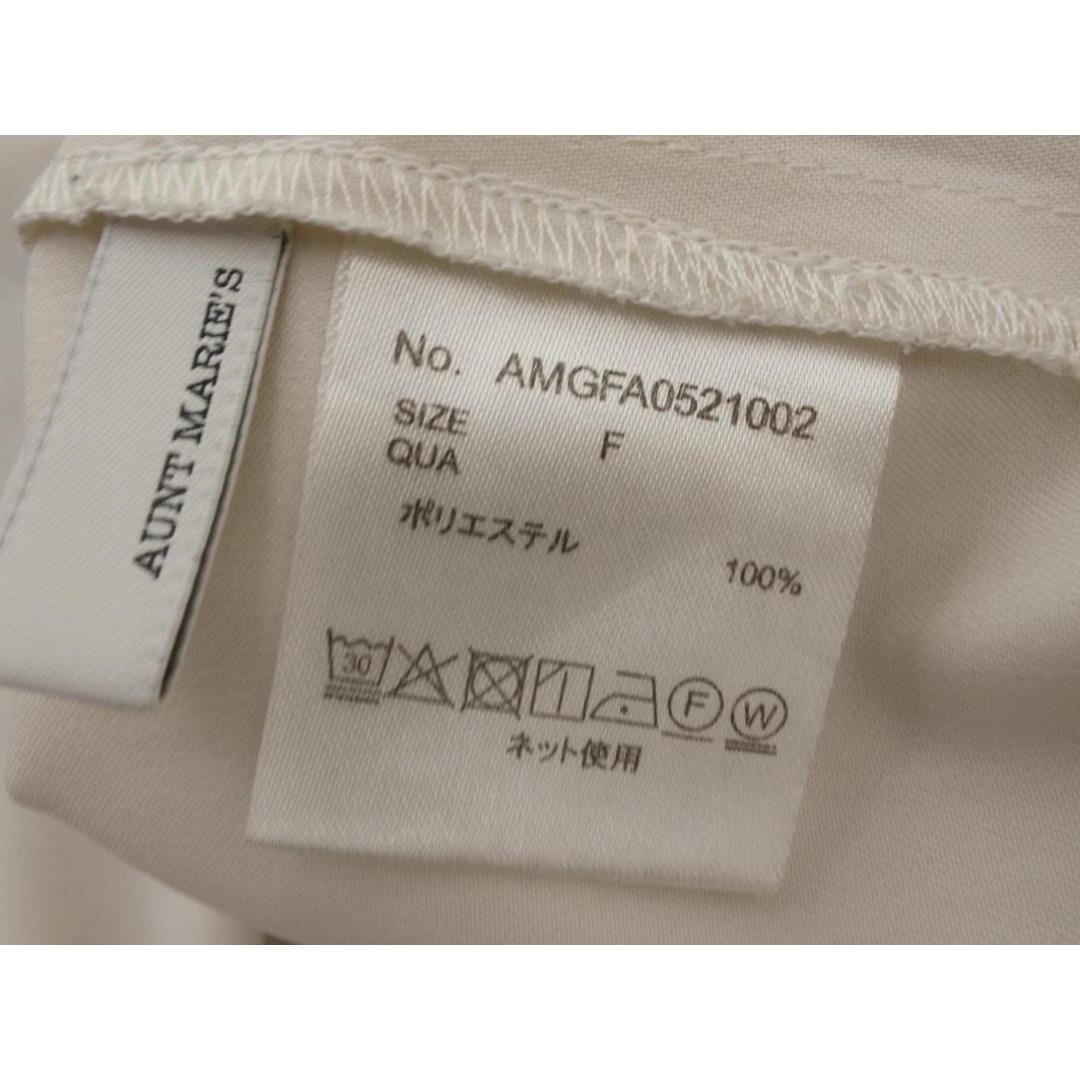 AUNT MARIE'S
No. AMGFA0521002
SIZE F
QUA
ポリエステル 100%
30 F W
ネット使用